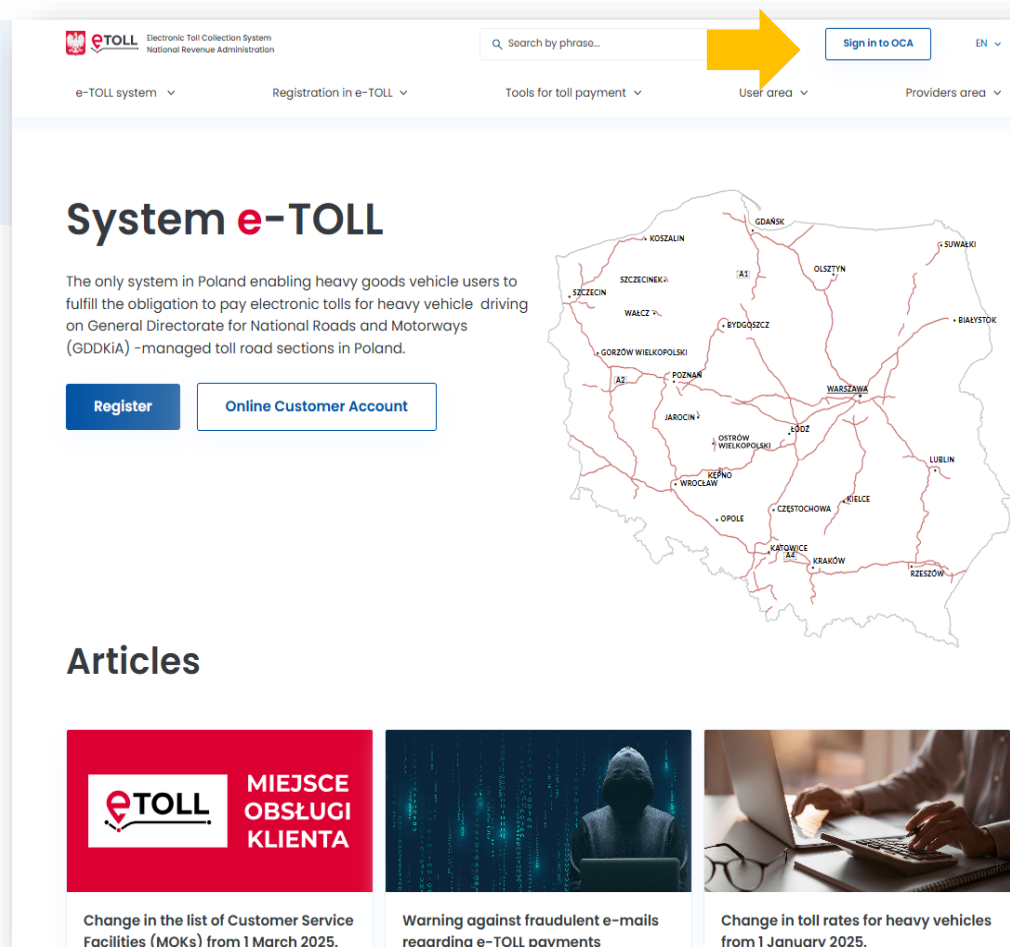 eTOLL Electronic Toll Collection System
National Revenue Administration
Search by phrase...
Sign in to OCA
EN
e-TOLL system
Registration in e-TOLL
Tools for toll payment
User area
Providers area
System e-TOLL
The only system in Poland enabling heavy goods vehicle users to
fulfill the obligation to pay electronic tolls for heavy vehicle driving
on General Directorate for National Roads and Motorways
(GDDKiA) -managed toll road sections in Poland.
Register
Online Customer Account
GDAŃSK
KOSZALIN
SUWAŁKI
A1
OLSZTYN
SZCZECINEK
SZCZECIN
WAŁCZ
BYDGOSZCZ
BIAŁYSTOK
GORZÓW WIELKOPOLSKI
A2
POZNAŃ
WARSZAWA
JAROCIN
ŁÓDŹ
OSTRÓW
WIELKOPOLSKI
LUBLIN
KĘPNO
WROCŁAW
KIELCE
CZĘSTOCHOWA
OPOLE
KATOWICE
A4
KRAKÓW
RZESZÓW
Articles
eTOLL
MIEJSCE
OBSŁUGI
KLIENTA
Change in the list of Customer Service
Facilities (MOKs) from 1 March 2025.
Warning against fraudulent e-mails
regarding e-TOLL payments
Change in toll rates for heavy vehicles
from 1 January 2025.